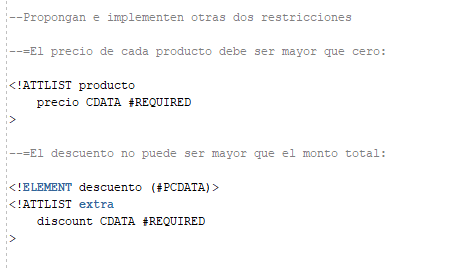 --Propongan e implementen otras dos restricciones
--=El precio de cada producto debe ser mayor que cero:
<!ATTLIST producto
precio CDATA #REQUIRED
>
--=El descuento no puede ser mayor que el monto total:
<!ELEMENT descuento (#PCDATA)>
<!ATTLIST extra
discount CDATA #REQUIRED
>